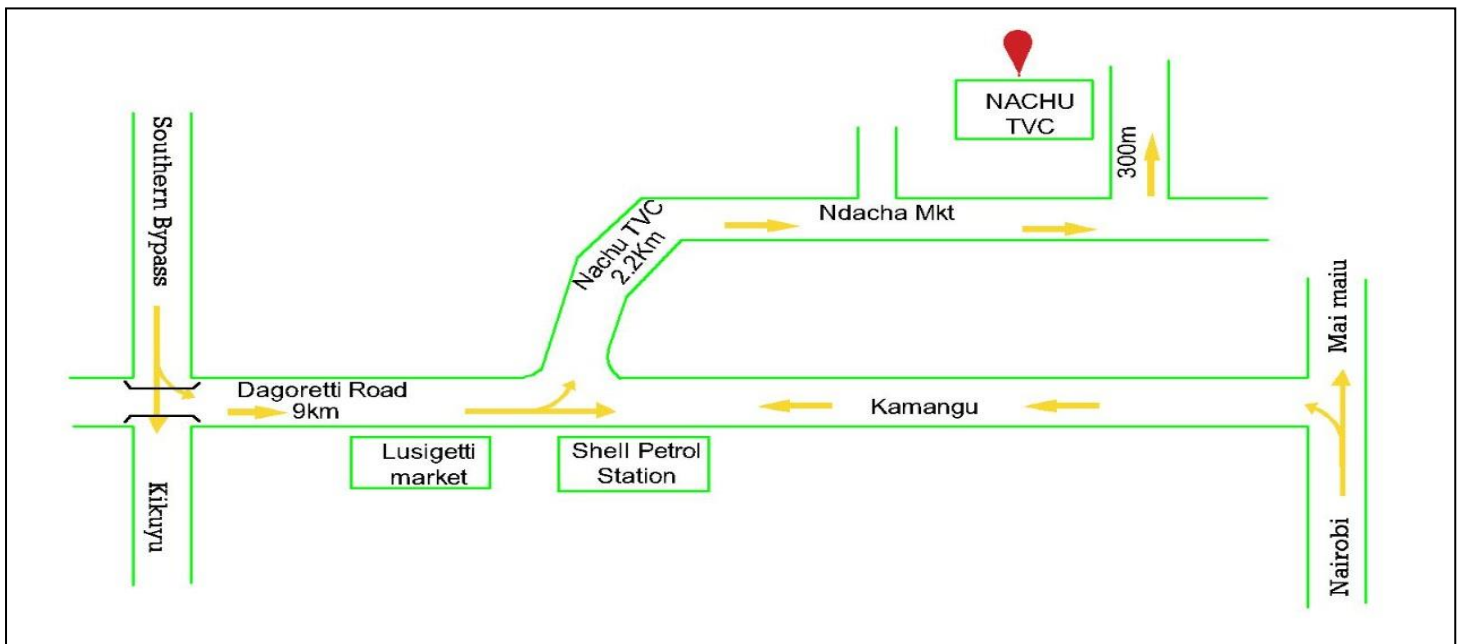 NACHU
TVC
300m
Southern Bypass
Nachu TVC
2.2Km
Ndacha Mkt
Mai maiu
Dagoretti Road
9km
Kamangu
Lusigetti
market
Shell Petrol
Station
Kikuyu
Nairobi